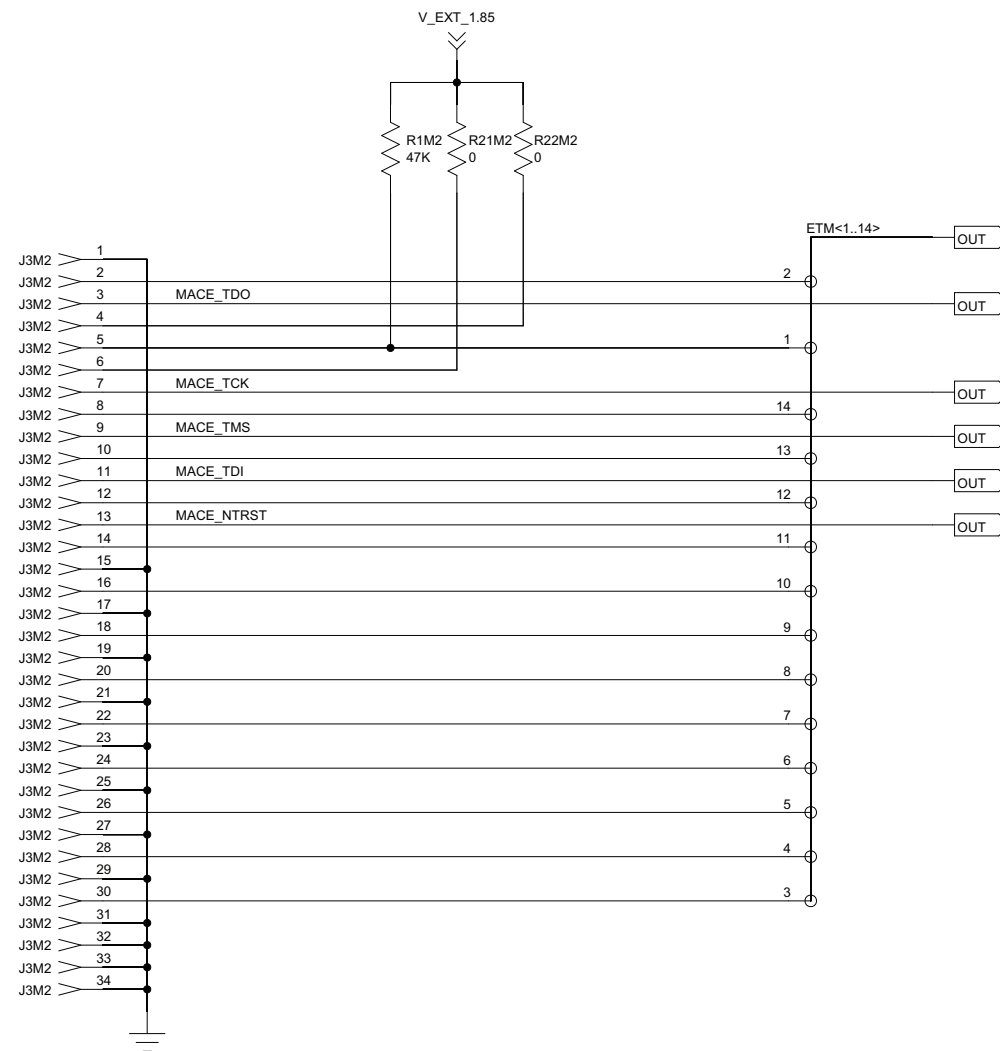 V_EXT_1.85
R1M2 R21M2 R22M2
47K 0 0
ETM<1..14> OUT
J3M2 1
J3M2 2 2
J3M2 3 MACE_TDO OUT
J3M2 4
J3M2 5 1
J3M2 6
J3M2 7 MACE_TCK OUT
J3M2 8 14
J3M2 9 MACE_TMS OUT
J3M2 10 13
J3M2 11 MACE_TDI OUT
J3M2 12 12
J3M2 13 MACE_NTRST OUT
J3M2 14 11
J3M2 15
J3M2 16 10
J3M2 17
J3M2 18 9
J3M2 19
J3M2 20 8
J3M2 21
J3M2 22 7
J3M2 23
J3M2 24 6
J3M2 25
J3M2 26 5
J3M2 27
J3M2 28 4
J3M2 29
J3M2 30 3
J3M2 31
J3M2 32
J3M2 33
J3M2 34